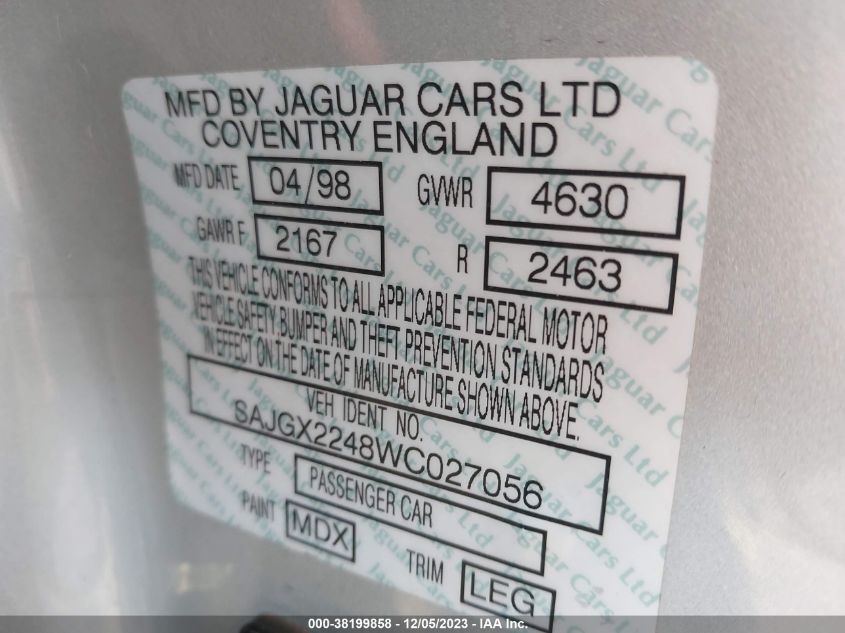 MFD BY JAGUAR CARS LTD
COVENTRY ENGLAND
MFD DATE 04/98 GVWR 4630
GAWR F 2167 R 2463
THIS VEHICLE CONFORMS TO ALL APPLICABLE FEDERAL MOTOR
VEHICLE SAFETY BUMPER AND THEFT PREVENTION STANDARDS
IN EFFECT ON THE DATE OF MANUFACTURE SHOWN ABOVE.
VEH IDENT NO.
SAJGX2248WC027056
TYPE PASSENGER CAR
PAINT MDX TRIM LEG
000-38199858 - 12/05/2023 - IAA Inc.